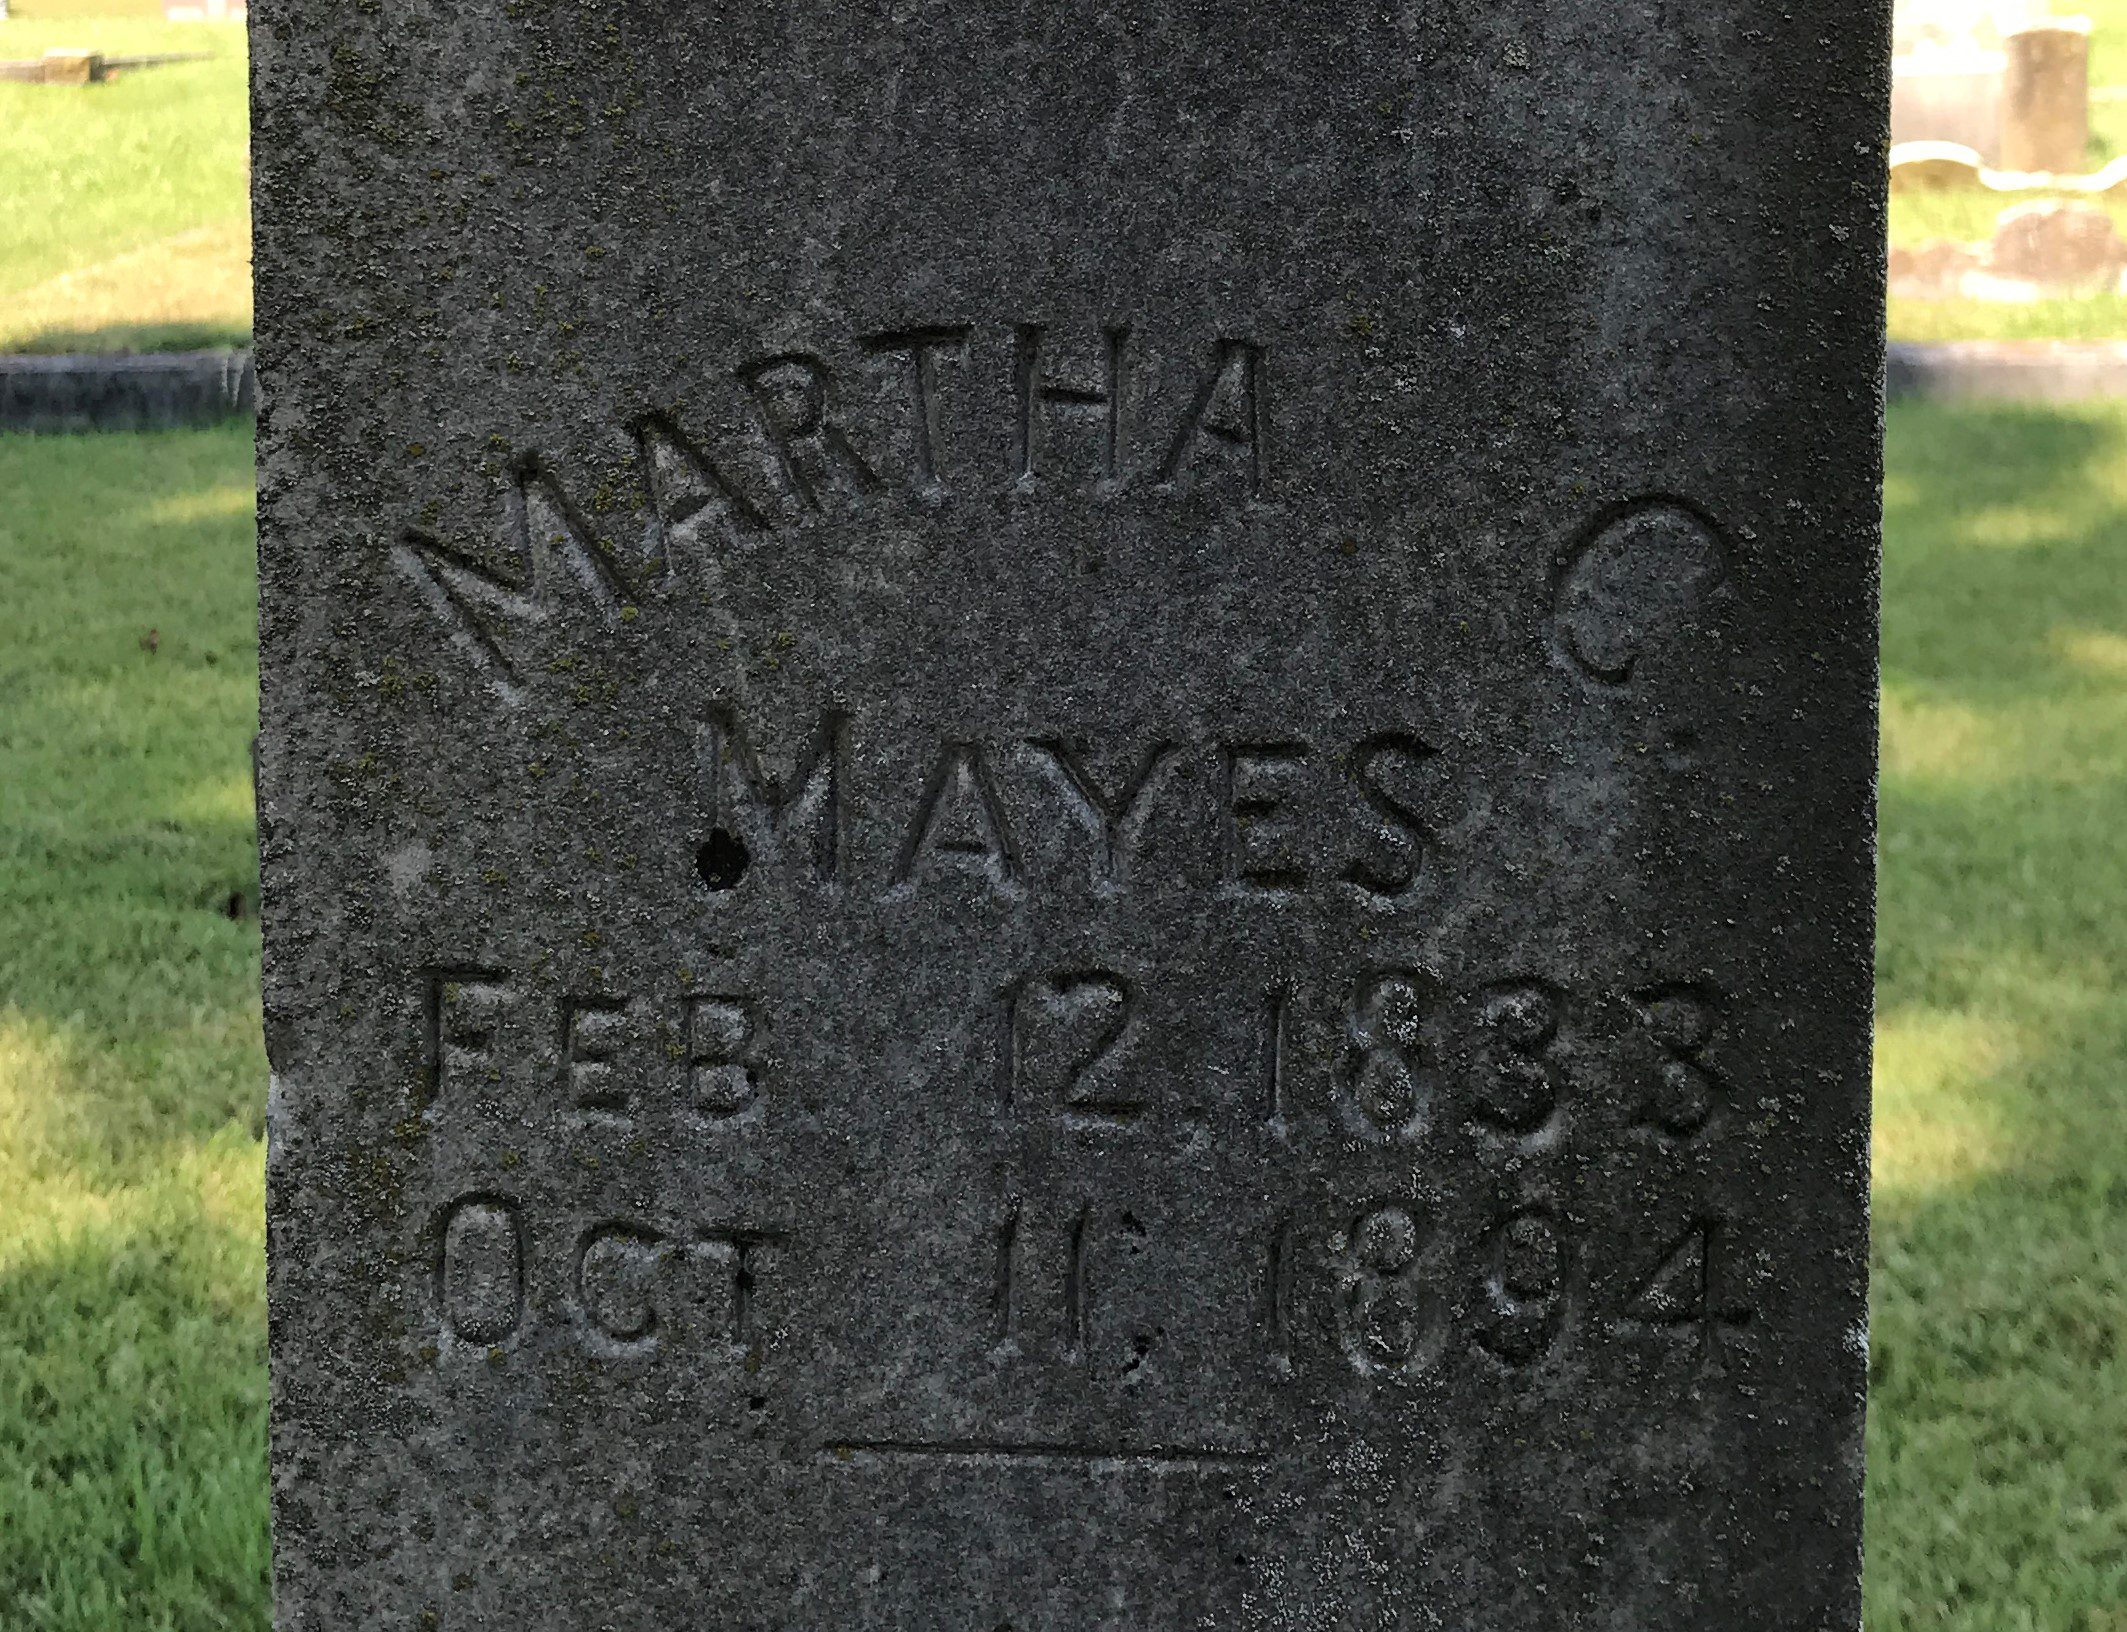 MARTHA C
MAYES
FEB. 12, 1833
OCT 11, 1894